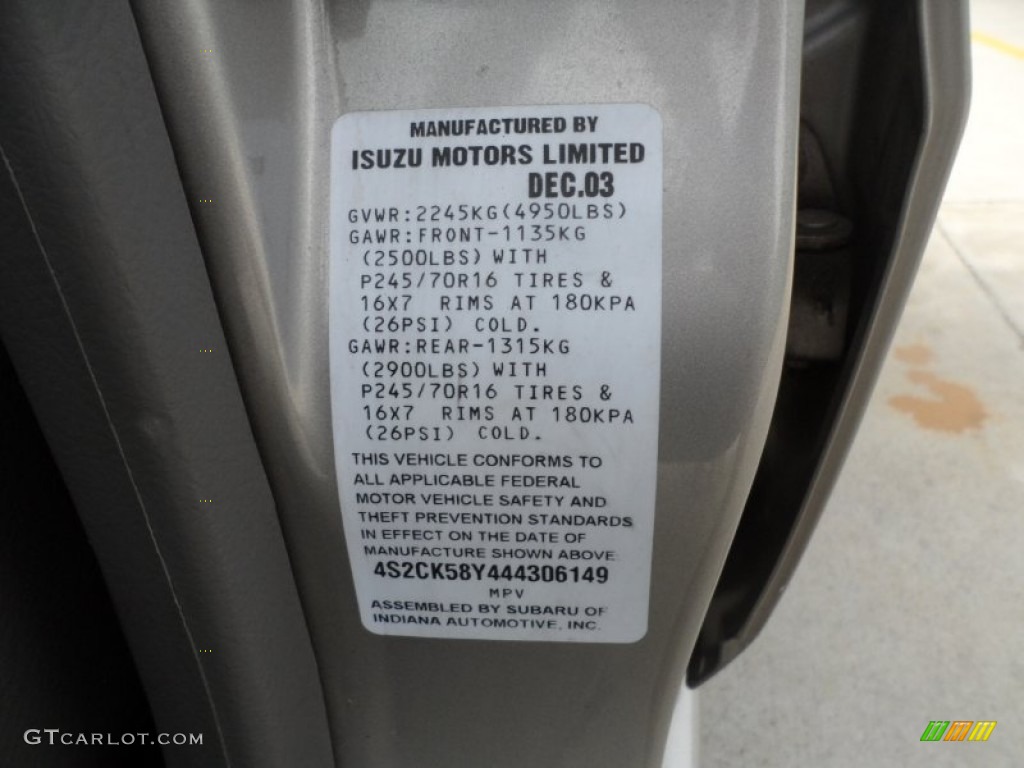 MANUFACTURED BY
ISUZU MOTORS LIMITED
DEC.03
GVWR:2245KG(4950LBS)
GAWR:FRONT-1135KG
(2500LBS) WITH
P245/70R16 TIRES &
16X7 RIMS AT 180KPA
(26PSI) COLD.
GAWR:REAR-1315KG
(2900LBS) WITH
P245/70R16 TIRES &
16X7 RIMS AT 180KPA
(26PSI) COLD.
THIS VEHICLE CONFORMS TO
ALL APPLICABLE FEDERAL
MOTOR VEHICLE SAFETY AND
THEFT PREVENTION STANDARDS
IN EFFECT ON THE DATE OF
MANUFACTURE SHOWN ABOVE
4S2CK58Y444306149
MPV
ASSEMBLED BY SUBARU OF
INDIANA AUTOMOTIVE, INC.
GTCARLOT.COM